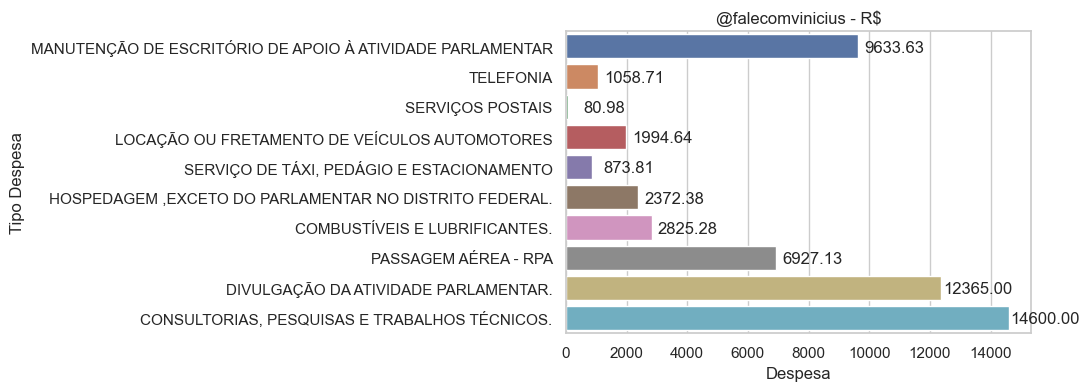 @falecomvinicius - R$
MANUTENÇÃO DE ESCRITÓRIO DE APOIO À ATIVIDADE PARLAMENTAR 9633.63
TELEFONIA 1058.71
SERVIÇOS POSTAIS 80.98
LOCAÇÃO OU FRETAMENTO DE VEÍCULOS AUTOMOTORES 1994.64
SERVIÇO DE TÁXI, PEDÁGIO E ESTACIONAMENTO 873.81
HOSPEDAGEM ,EXCETO DO PARLAMENTAR NO DISTRITO FEDERAL. 2372.38
COMBUSTÍVEIS E LUBRIFICANTES. 2825.28
PASSAGEM AÉREA - RPA 6927.13
DIVULGAÇÃO DA ATIVIDADE PARLAMENTAR. 12365.00
CONSULTORIAS, PESQUISAS E TRABALHOS TÉCNICOS. 14600.00
Tipo Despesa
0 2000 4000 6000 8000 10000 12000 14000
Despesa